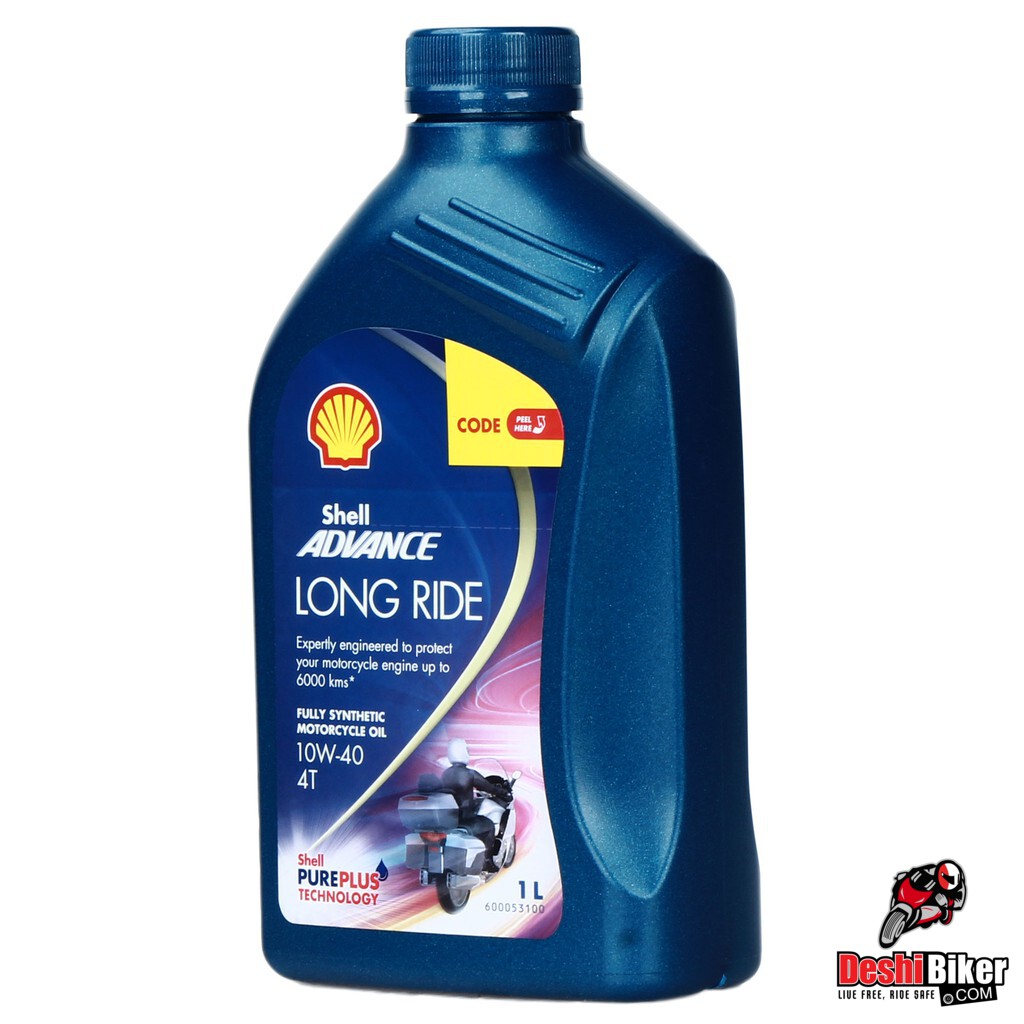 CODE
PEEL
HERE
Shell
ADVANCE
LONG RIDE
Expertly engineered to protect
your motorcycle engine up to
6000 kms*
FULLY SYNTHETIC
MOTORCYCLE OIL
10W-40
4T
Shell
PUREPLUS
TECHNOLOGY
1 L
600053100
DeshiBiker
LIVE FREE, RIDE SAFE .COM